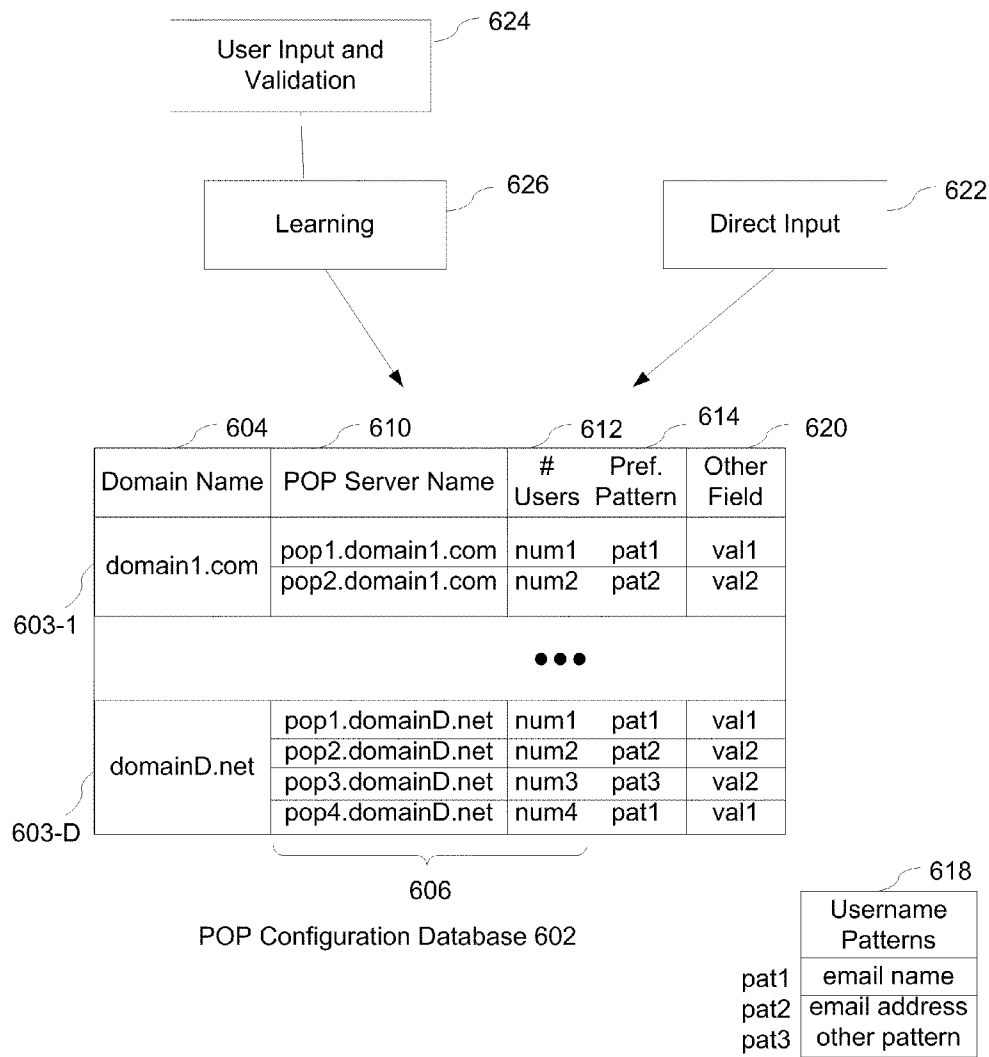 624
User Input and
Validation
626
Learning
622
Direct Input
604
610
612
614
620
Domain Name
POP Server Name
#
Users
Pref.
Pattern
Other
Field
domain1.com
pop1.domain1.com num1 pat1 val1
pop2.domain1.com num2 pat2 val2
603-1
•••
domainD.net
pop1.domainD.net num1 pat1 val1
pop2.domainD.net num2 pat2 val2
pop3.domainD.net num3 pat3 val2
pop4.domainD.net num4 pat1 val1
603-D
606
POP Configuration Database 602
618
Username
Patterns
pat1 email name
pat2 email address
pat3 other pattern